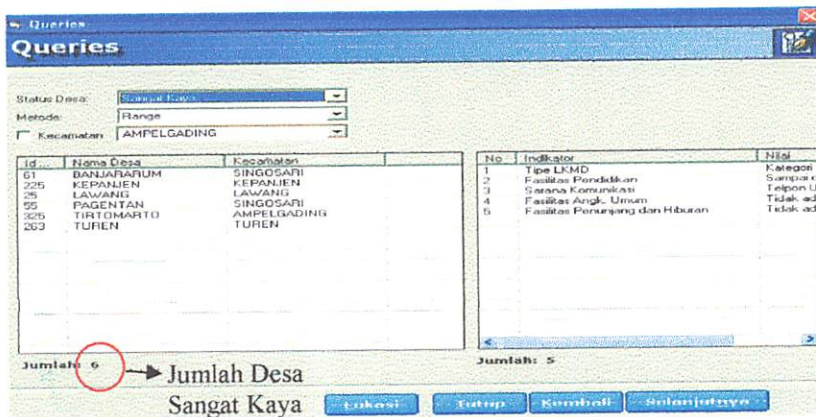 Queries
Queries
Status Desa: Sangat Kaya
Metode: Range
Kecamatan AMPELGADING
Id... Nama Desa Kecamatan
61 BANJARARUM SINGOSARI
225 KEPANJEN KEPANJEN
25 LAWANG LAWANG
55 PAGENTAN SINGOSARI
325 TIRTOMARTO AMPELGADING
263 TUREN TUREN
Jumlah: 6
No Indikator Nilai
1 Tipe LKMD Kategori
2 Fasilitas Pendidikan Sampai
3 Sarana Komunikasi Telpon U
4 Fasilitas Angk. Umum Tidak ad
5 Fasilitas Penunjang dan Hiburan Tidak ad
Jumlah: 5
Jumlah Desa
Sangat Kaya
Lokasi Tutup Kembali Selanjutnya